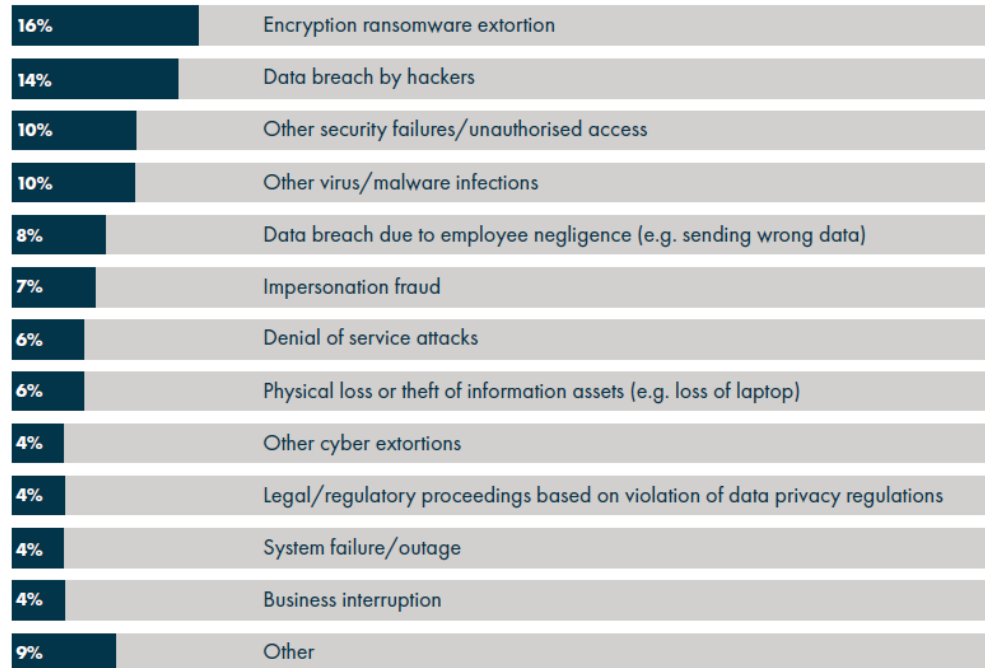 16% Encryption ransomware extortion
14% Data breach by hackers
10% Other security failures/unauthorised access
10% Other virus/malware infections
8% Data breach due to employee negligence (e.g. sending wrong data)
7% Impersonation fraud
6% Denial of service attacks
6% Physical loss or theft of information assets (e.g. loss of laptop)
4% Other cyber extortions
4% Legal/regulatory proceedings based on violation of data privacy regulations
4% System failure/outage
4% Business interruption
9% Other